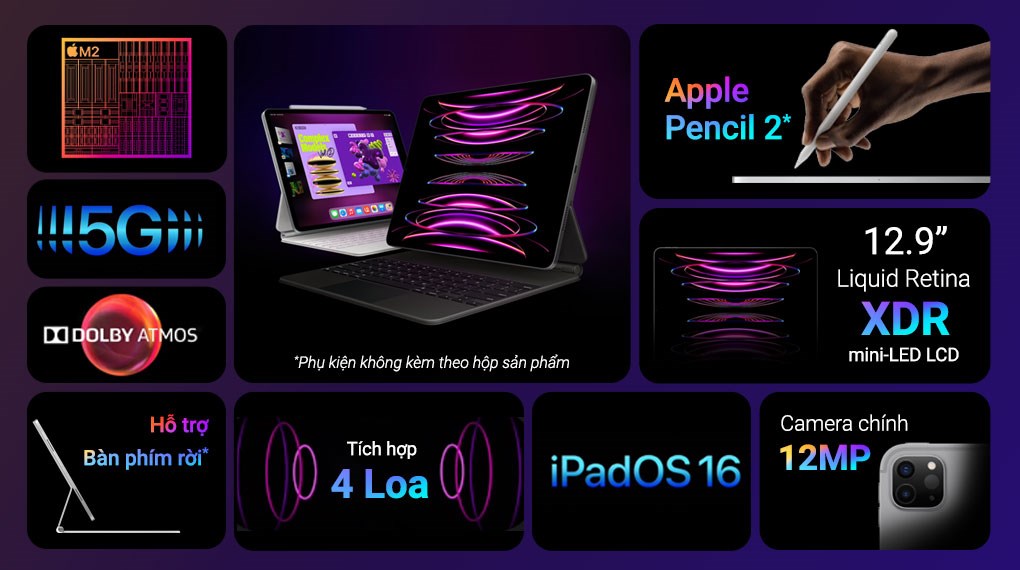 M2
Apple
Pencil 2*
5G
12.9”
Liquid Retina
XDR
mini-LED LCD
DOLBY ATMOS
*Phụ kiện không kèm theo hộp sản phẩm
Hỗ trợ
Bàn phím rời*
Tích hợp
4 Loa
iPadOS 16
Camera chính
12MP